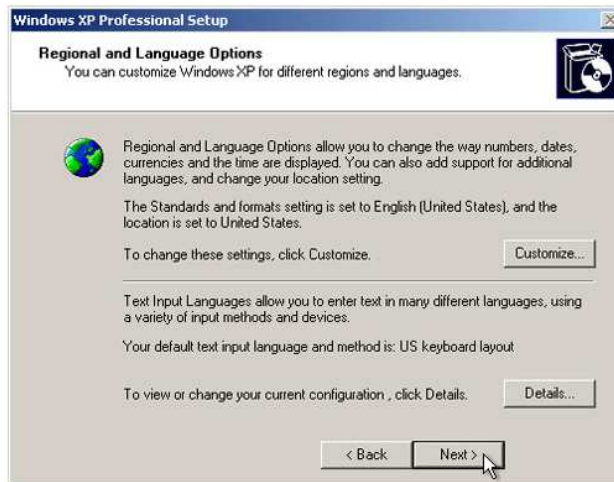 Windows XP Professional Setup
Regional and Language Options
You can customize Windows XP for different regions and languages.
Regional and Language Options allow you to change the way numbers, dates,
currencies and the time are displayed. You can also add support for additional
languages, and change your location setting.
The Standards and formats setting is set to English (United States), and the
location is set to United States.
To change these settings, click Customize.
Customize...
Text Input Languages allow you to enter text in many different languages, using
a variety of input methods and devices.
Your default text input language and method is: US keyboard layout
To view or change your current configuration , click Details.
Details...
< Back
Next >